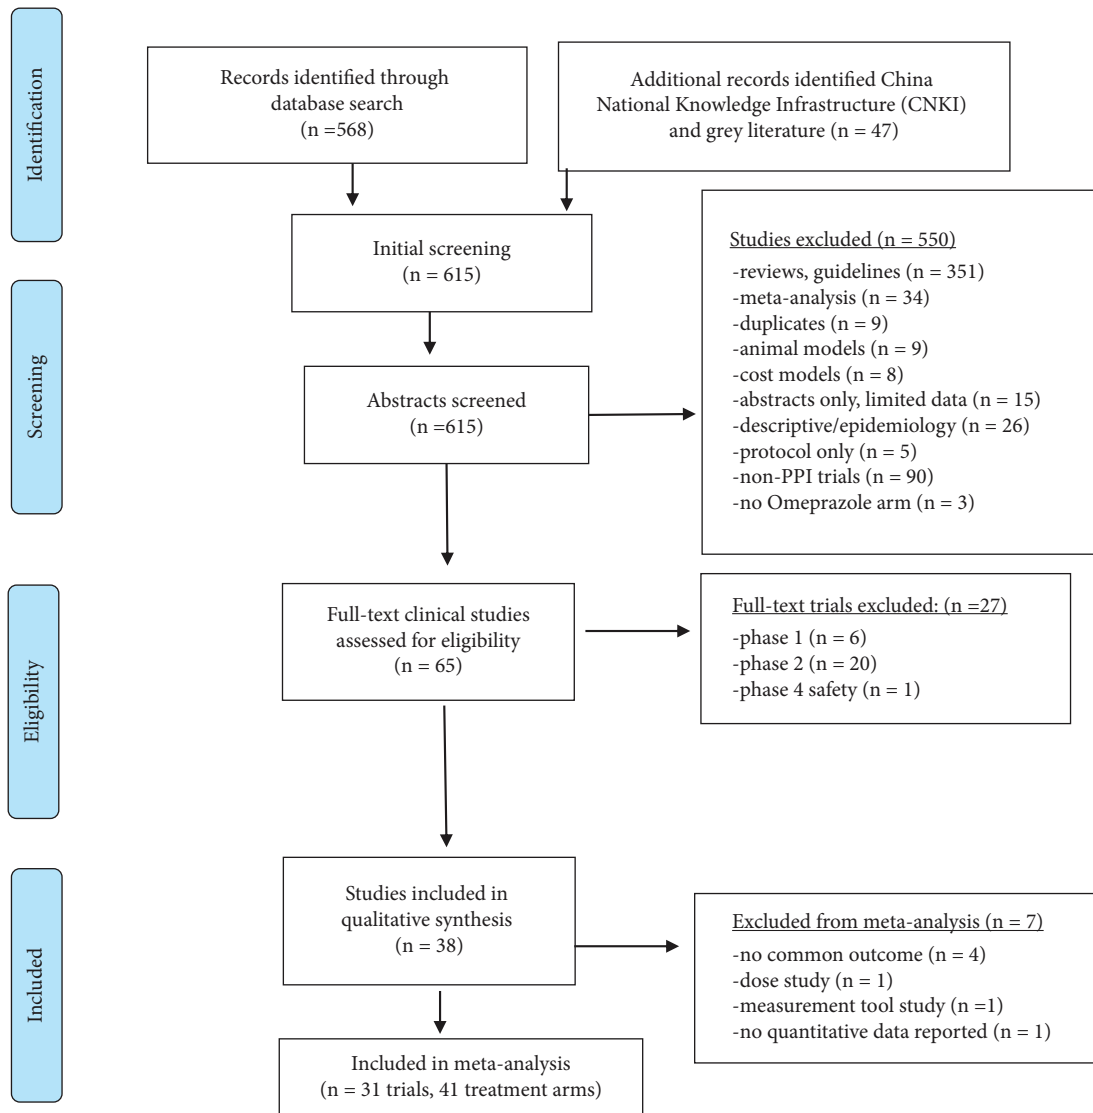 Identification
Records identified through
database search
(n =568)
Additional records identified China
National Knowledge Infrastructure (CNKI)
and grey literature (n = 47)
Initial screening
(n = 615)
Screening
Abstracts screened
(n =615)
Studies excluded (n = 550)
-reviews, guidelines (n = 351)
-meta-analysis (n = 34)
-duplicates (n = 9)
-animal models (n = 9)
-cost models (n = 8)
-abstracts only, limited data (n = 15)
-descriptive/epidemiology (n = 26)
-protocol only (n = 5)
-non-PPI trials (n = 90)
-no Omeprazole arm (n = 3)
Eligibility
Full-text clinical studies
assessed for eligibility
(n = 65)
Full-text trials excluded: (n =27)
-phase 1 (n = 6)
-phase 2 (n = 20)
-phase 4 safety (n = 1)
Included
Studies included in
qualitative synthesis
(n = 38)
Excluded from meta-analysis (n = 7)
-no common outcome (n = 4)
-dose study (n = 1)
-measurement tool study (n =1)
-no quantitative data reported (n = 1)
Included in meta-analysis
(n = 31 trials, 41 treatment arms)